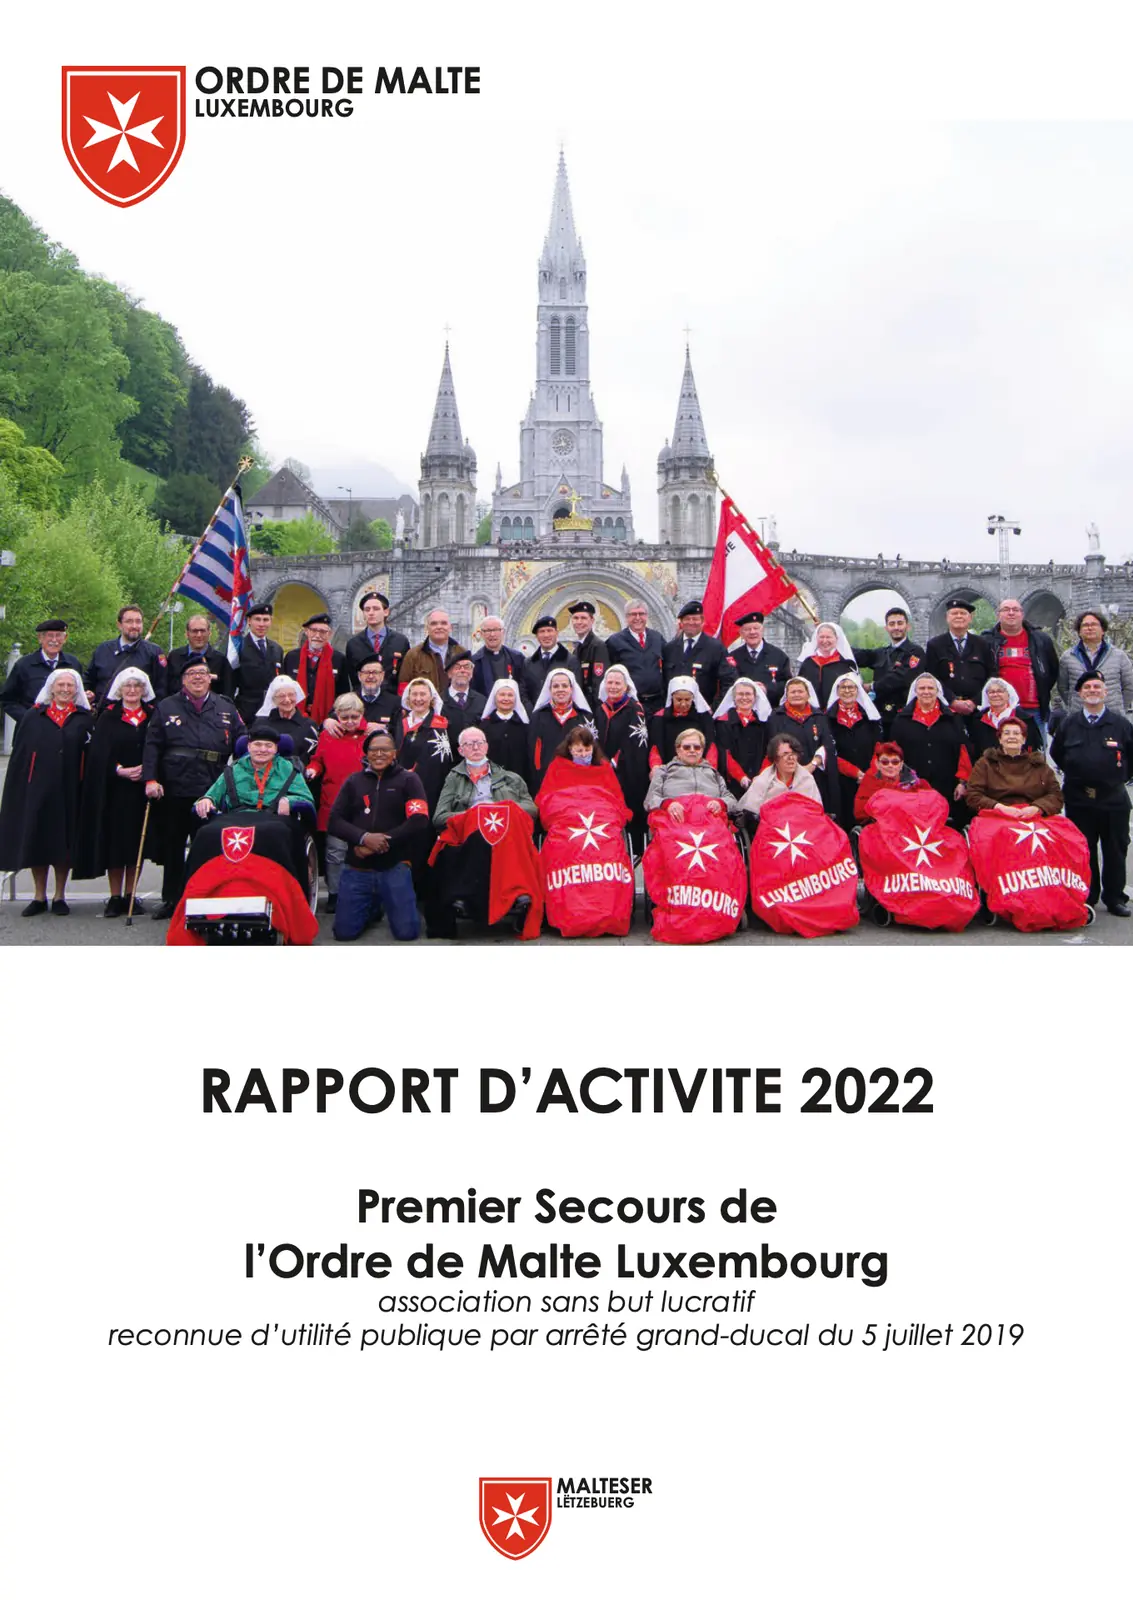 ORDRE DE MALTE
LUXEMBOURG
LUXEMBOURG
LUXEMBOURG
LUXEMBOURG
LUXEMBOURG
RAPPORT D’ACTIVITE 2022
Premier Secours de
l’Ordre de Malte Luxembourg
association sans but lucratif
reconnue d’utilité publique par arrêté grand-ducal du 5 juillet 2019
MALTESER
LËTZEBUERG